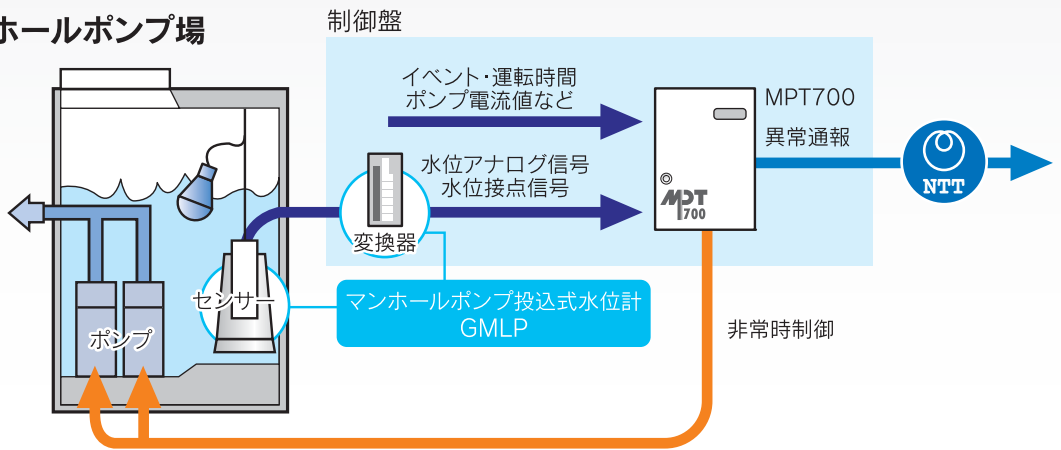 ホールポンプ場
制御盤
イベント・運転時間
ポンプ電流値など
MPT700
異常通報
NTT
水位アナログ信号
水位接点信号
MPT
700
変換器
センサー
マンホールポンプ投込式水位計
GMLP
ポンプ
非常時制御